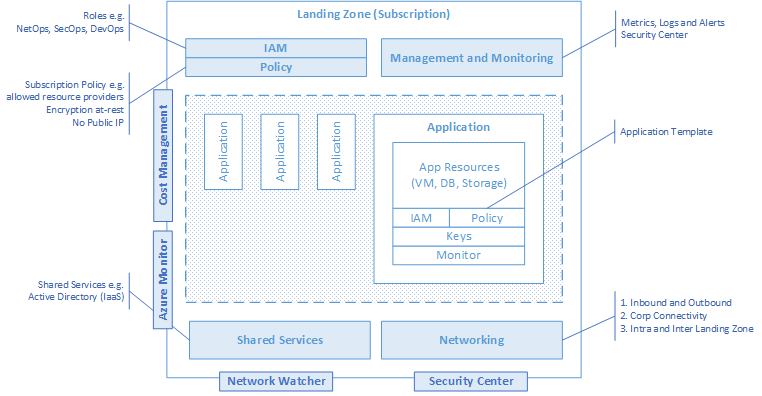 Landing Zone (Subscription)
Roles e.g.
NetOps, SecOps, DevOps
IAM
Policy
Management and Monitoring
Metrics, Logs and Alerts
Security Center
Subscription Policy e.g.
allowed resource providers
Encryption at-rest
No Public IP
Cost Management
Application
Application
Application
Application
App Resources
(VM, DB, Storage)
IAM
Policy
Keys
Monitor
Application Template
Azure Monitor
Shared Services e.g.
Active Directory (IaaS)
Shared Services
Networking
1. Inbound and Outbound
2. Corp Connectivity
3. Intra and Inter Landing Zone
Network Watcher
Security Center